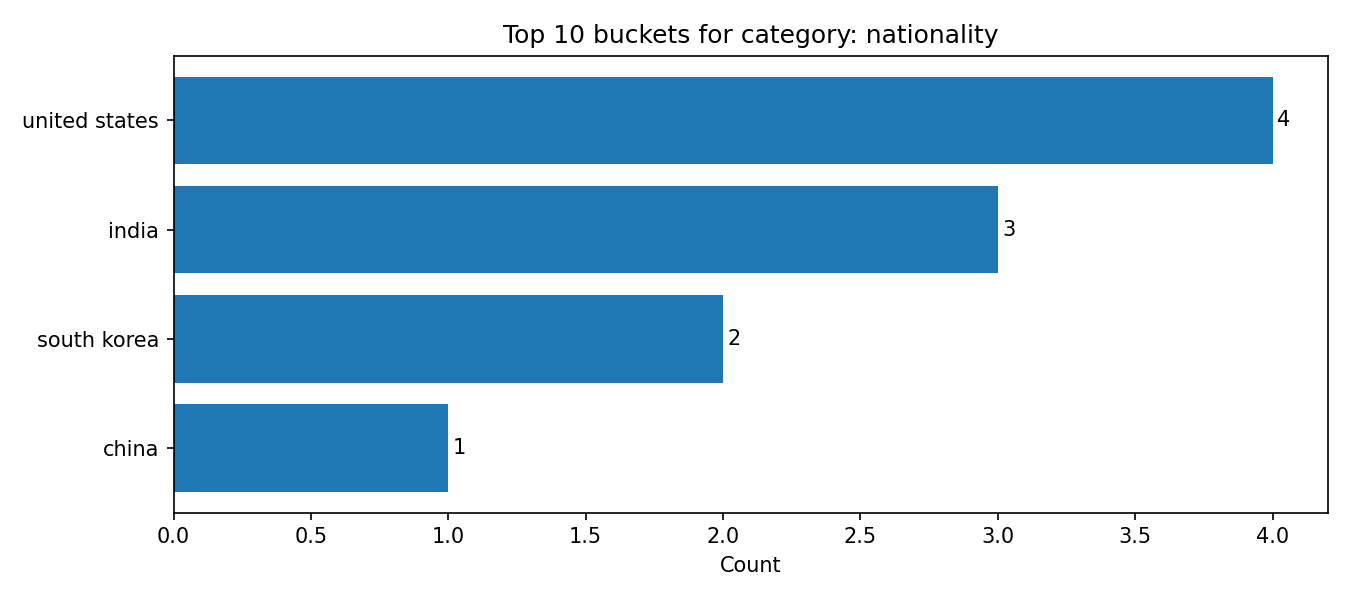 Top 10 buckets for category: nationality
united states
4
india
3
south korea
2
china
1
0.0 0.5 1.0 1.5 2.0 2.5 3.0 3.5 4.0
Count